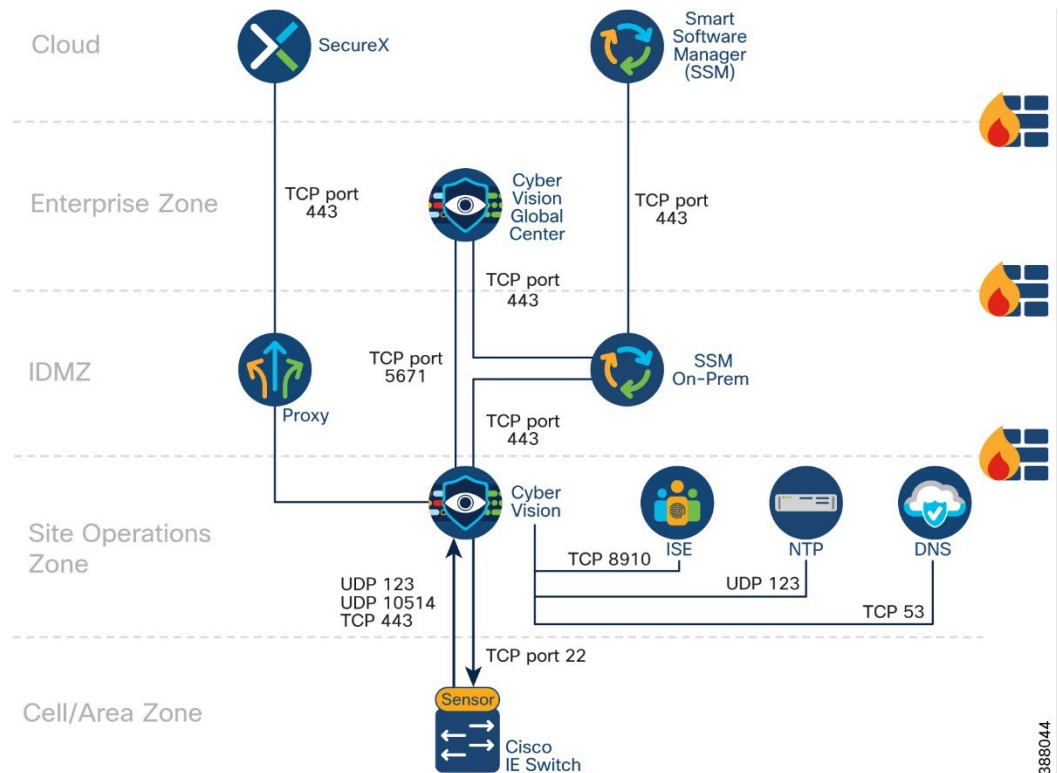 Cloud
SecureX
Smart
Software
Manager
(SSM)
Enterprise Zone
TCP port
443
Cyber
Vision
Global
Center
TCP port
443
TCP port
443
IDMZ
Proxy
TCP port
5671
SSM
On-Prem
TCP port
443
Site Operations
Zone
Cyber
Vision
ISE
NTP
DNS
TCP 8910
UDP 123
TCP 53
UDP 123
UDP 10514
TCP 443
TCP port 22
Cell/Area Zone
Sensor
Cisco
IE Switch
388044